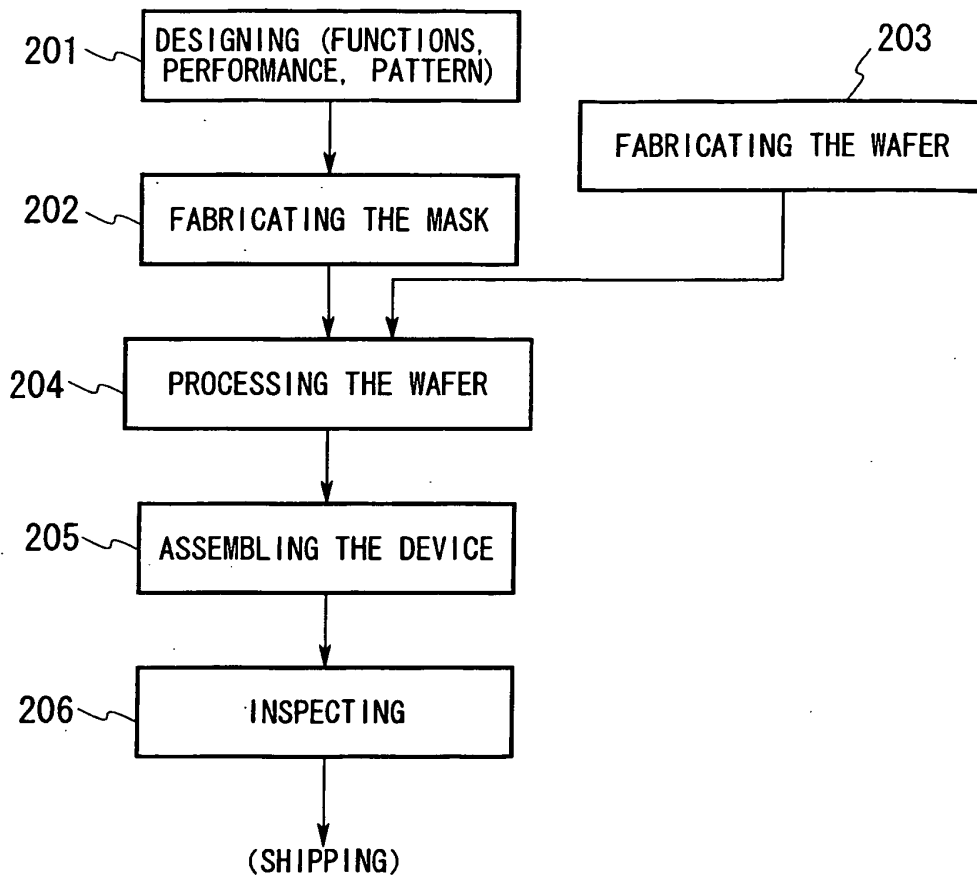 201
DESIGNING (FUNCTIONS,
PERFORMANCE, PATTERN)
203
FABRICATING THE WAFER
202
FABRICATING THE MASK
204
PROCESSING THE WAFER
205
ASSEMBLING THE DEVICE
206
INSPECTING
(SHIPPING)